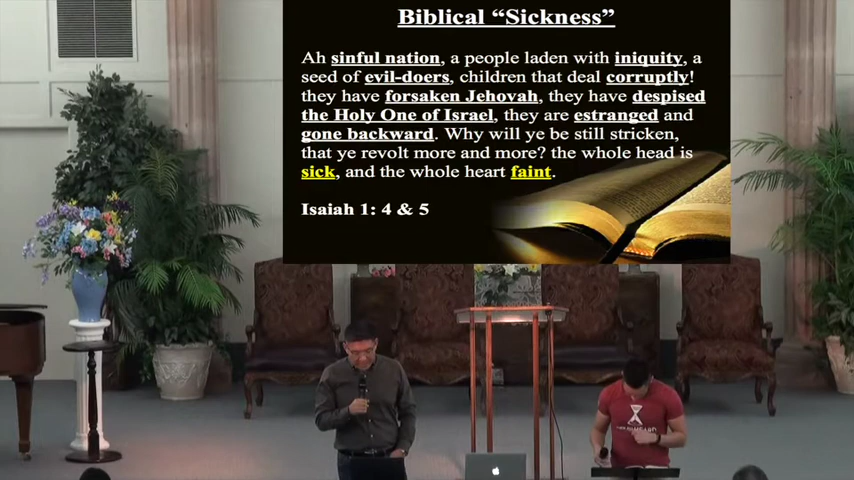 Biblical “Sickness”
Ah sinful nation, a people laden with iniquity, a
seed of evil-doers, children that deal corruptly!
they have forsaken Jehovah, they have despised
the Holy One of Israel, they are estranged and
gone backward. Why will ye be still stricken,
that ye revolt more and more? the whole head is
sick, and the whole heart faint.
Isaiah 1: 4 & 5